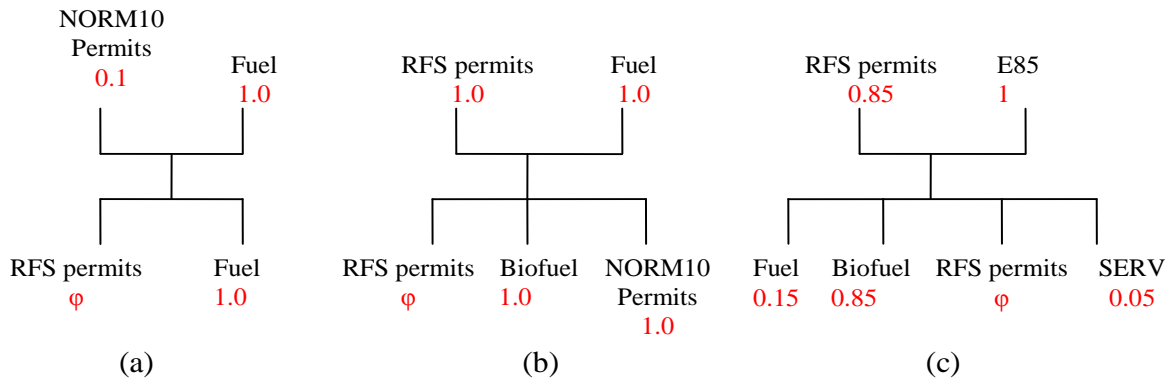 NORM10
Permits
0.1
Fuel
1.0
RFS permits
φ
Fuel
1.0
(a)
RFS permits
1.0
Fuel
1.0
RFS permits
φ
Biofuel
1.0
NORM10
Permits
1.0
(b)
RFS permits
0.85
E85
1
Fuel
0.15
Biofuel
0.85
RFS permits
φ
SERV
0.05
(c)